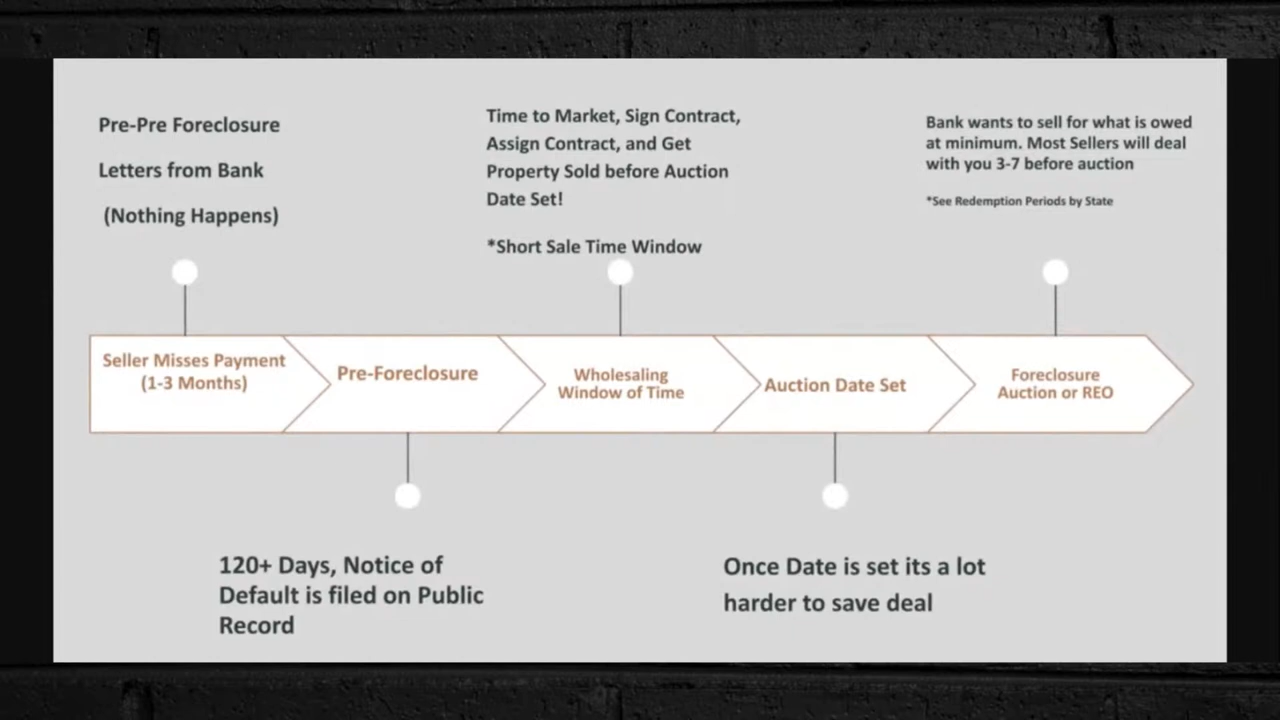 Pre-Pre Foreclosure
Letters from Bank
(Nothing Happens)
Time to Market, Sign Contract,
Assign Contract, and Get
Property Sold before Auction
Date Set!
*Short Sale Time Window
Bank wants to sell for what is owed
at minimum. Most Sellers will deal
with you 3-7 before auction
*See Redemption Periods by State
Seller Misses Payment
(1-3 Months)
Pre-Foreclosure
Wholesaling
Window of Time
Auction Date Set
Foreclosure
Auction or REO
120+ Days, Notice of
Default is filed on Public
Record
Once Date is set its a lot
harder to save deal